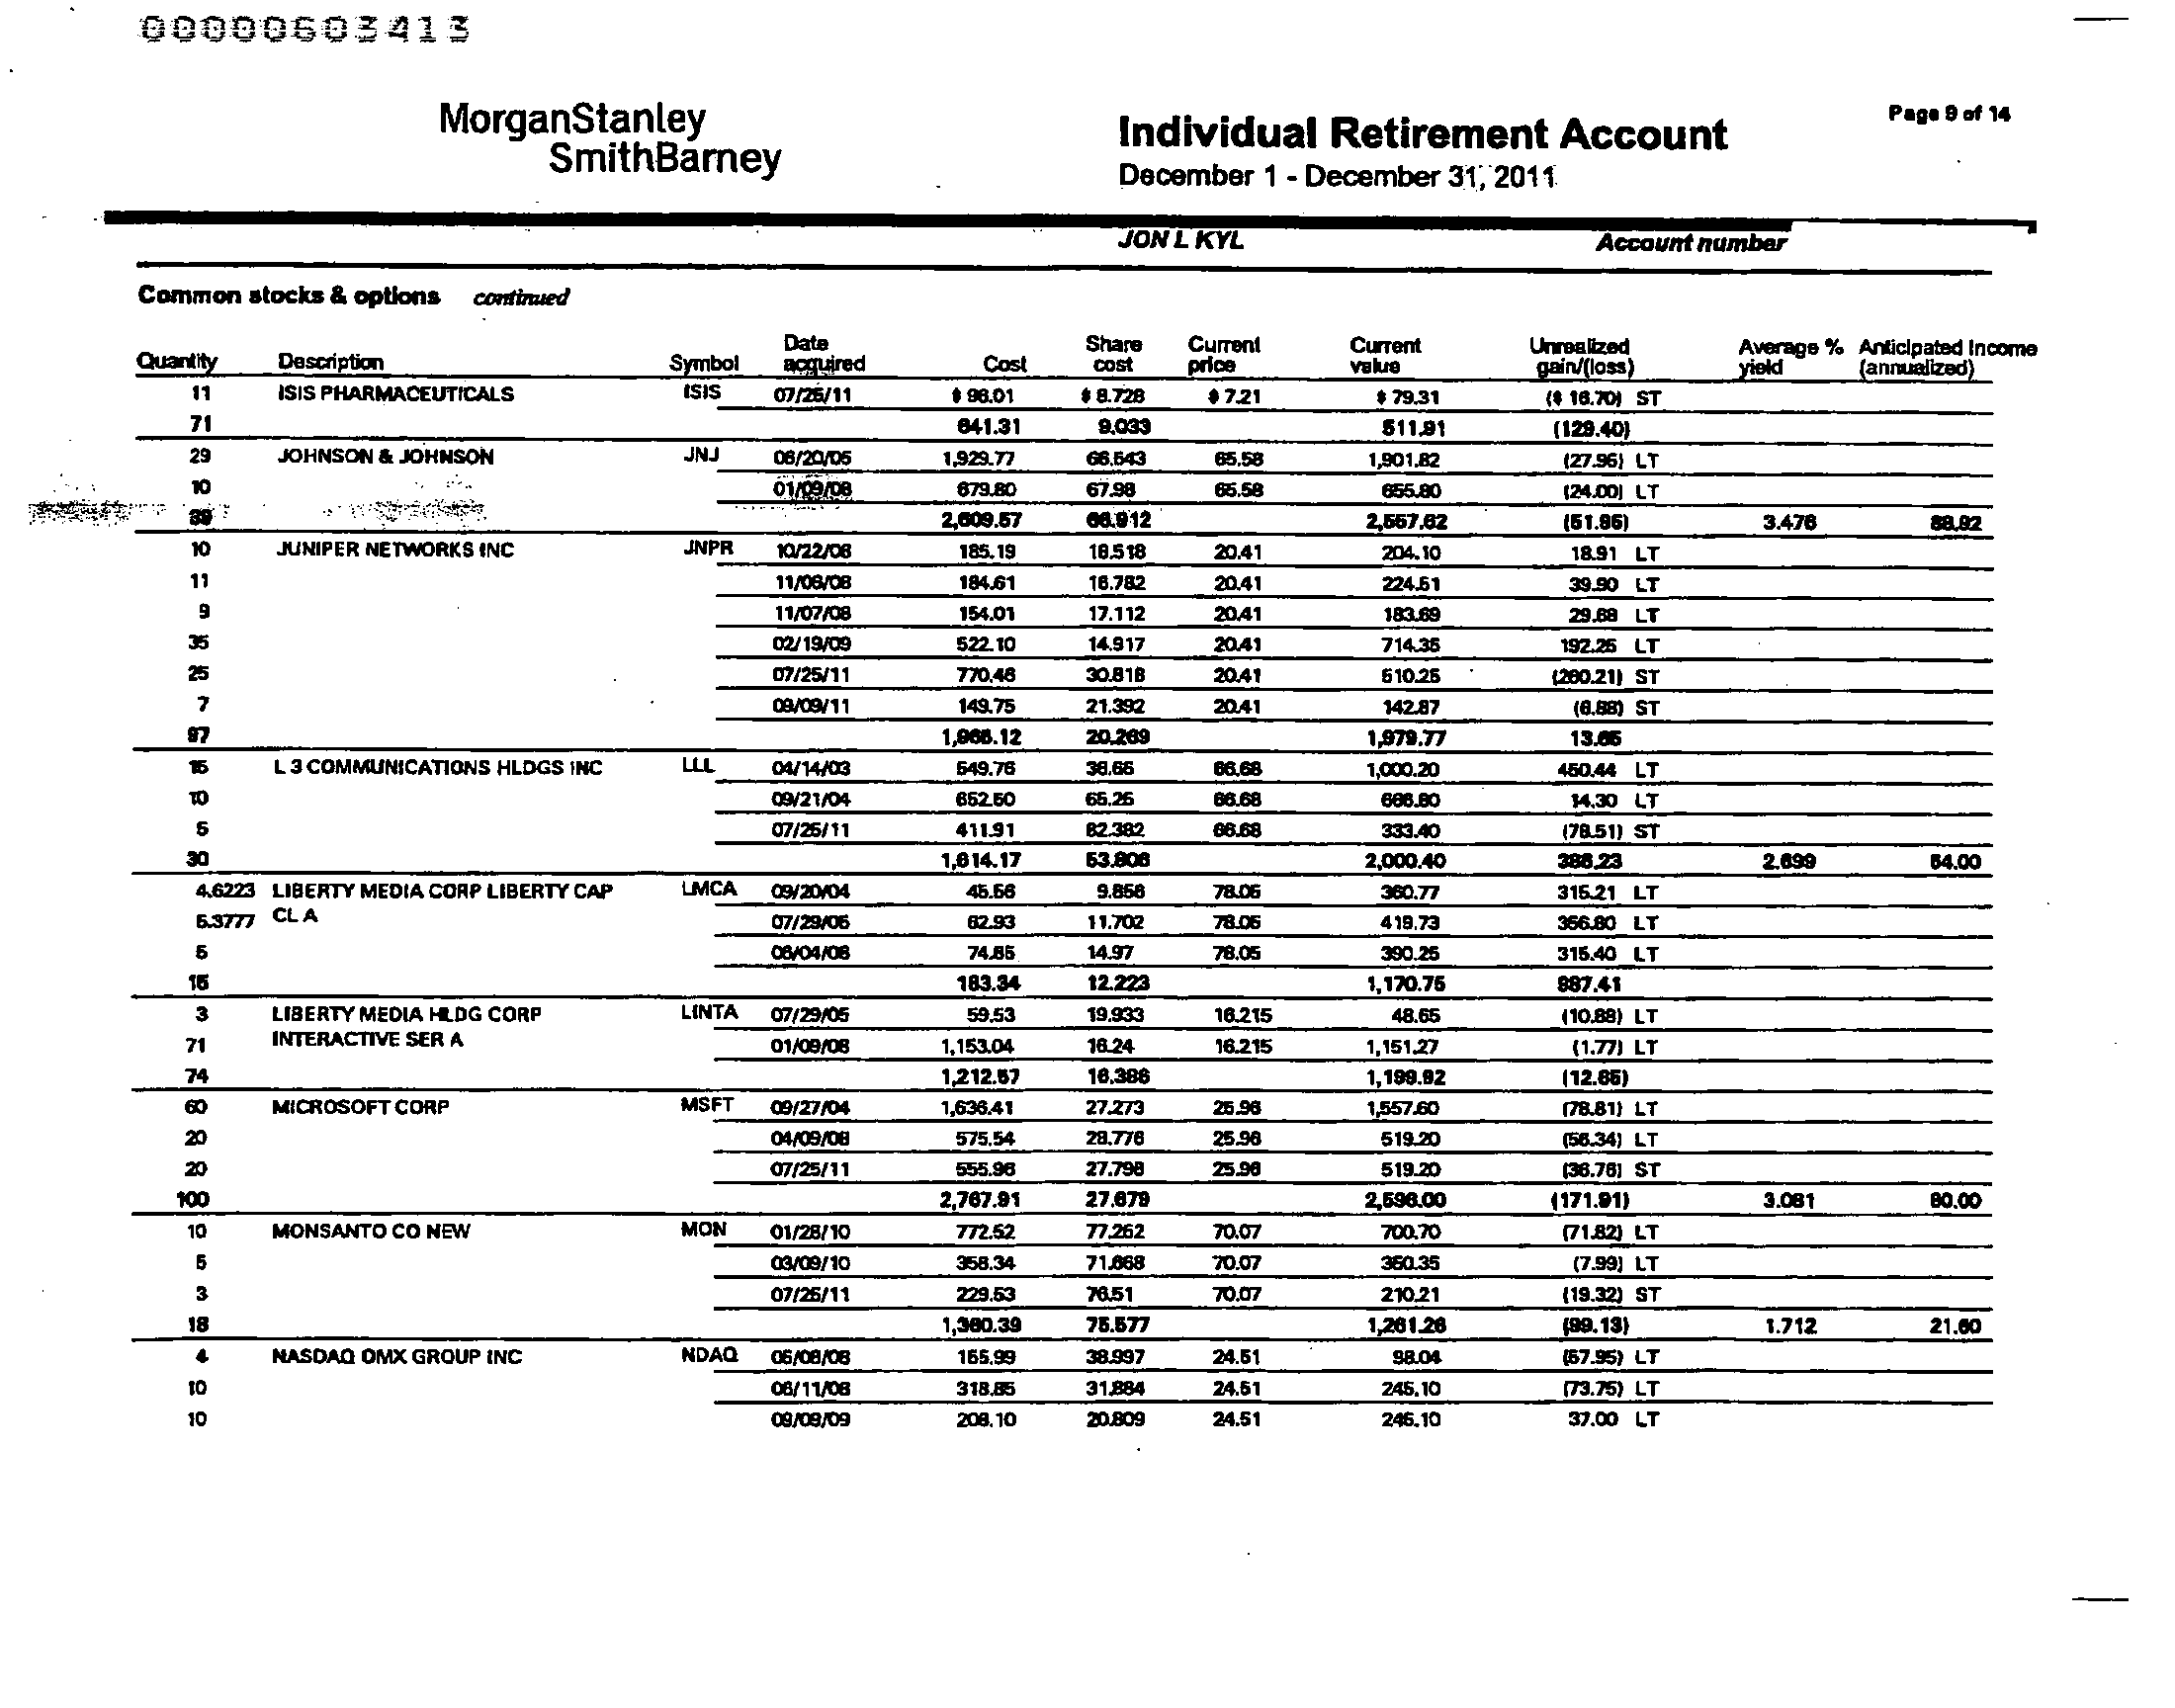 00000603413
MorganStanley
SmithBarney
Individual Retirement Account
December 1 - December 31, 2011
Page 9 of 14
JON L KYL Account number
Common stocks & options continued
Quantity Description Symbol Date acquired Cost Share cost Current price Current value Unrealized gain/(loss) Average % yield Anticipated Income (annualized)
11 ISIS PHARMACEUTICALS ISIS 07/25/11 $ 96.01 $ 8.728 $ 7.21 $ 79.31 ($ 16.70) ST
71 641.31 9.033 511.91 (129.40)
29 JOHNSON & JOHNSON JNJ 06/20/05 1,929.77 66.543 65.58 1,901.82 (27.95) LT
10 01/09/08 679.80 67.98 65.58 655.80 (24.00) LT
39 2,609.57 66.912 2,557.62 (51.95) 3.476 88.92
10 JUNIPER NETWORKS INC JNPR 10/22/08 185.19 18.518 20.41 204.10 18.91 LT
11 11/06/08 184.61 16.782 20.41 224.51 39.90 LT
9 11/07/08 154.01 17.112 20.41 183.69 29.68 LT
35 02/19/09 522.10 14.917 20.41 714.35 192.25 LT
25 07/25/11 770.46 30.818 20.41 510.25 (260.21) ST
7 149.75 21.392 20.41 142.87 (6.88) ST
97 1,966.12 20.269 1,979.77 13.65
15 L 3 COMMUNICATIONS HLDGS INC LLL 04/14/03 549.76 36.65 66.68 1,000.20 450.44 LT
10 09/21/04 652.50 65.25 66.68 666.80 14.30 LT
5 07/25/11 411.91 82.382 66.68 333.40 (78.51) ST
30 1,614.17 53.806 2,000.40 386.23 2.699 54.00
4.6223 LIBERTY MEDIA CORP LIBERTY CAP LMCA 09/20/04 45.56 9.856 78.05 360.77 315.21 LT
5.3777 CL A 07/29/05 62.93 11.702 78.05 419.73 356.80 LT
5 74.85 14.97 78.05 390.25 315.40 LT
15 183.34 12.223 1,170.75 987.41
3 LIBERTY MEDIA HLDG CORP LINTA 07/29/05 59.53 19.933 16.215 48.65 (10.88) LT
71 INTERACTIVE SER A 01/09/08 1,153.04 16.24 16.215 1,151.27 (1.77) LT
74 1,212.57 16.386 1,199.92 (12.65)
60 MICROSOFT CORP MSFT 09/27/04 1,636.41 27.273 25.96 1,557.60 (78.81) LT
20 04/09/08 575.54 28.776 25.96 519.20 (56.34) LT
20 07/25/11 555.96 27.798 25.96 519.20 (36.76) ST
100 2,767.91 27.679 2,596.00 (171.91) 3.081 80.00
10 MONSANTO CO NEW MON 01/28/10 772.52 77.252 70.07 700.70 (71.82) LT
5 03/09/10 358.34 71.668 70.07 350.35 (7.99) LT
3 07/25/11 229.53 76.51 70.07 210.21 (19.32) ST
18 1,360.39 75.577 1,261.26 (99.13) 1.712 21.60
4 NASDAQ OMX GROUP INC NDAQ 155.99 38.997 24.51 98.04 (57.95) LT
10 318.85 31.884 24.51 245.10 (73.75) LT
10 09/09/09 208.10 20.809 24.51 245.10 37.00 LT